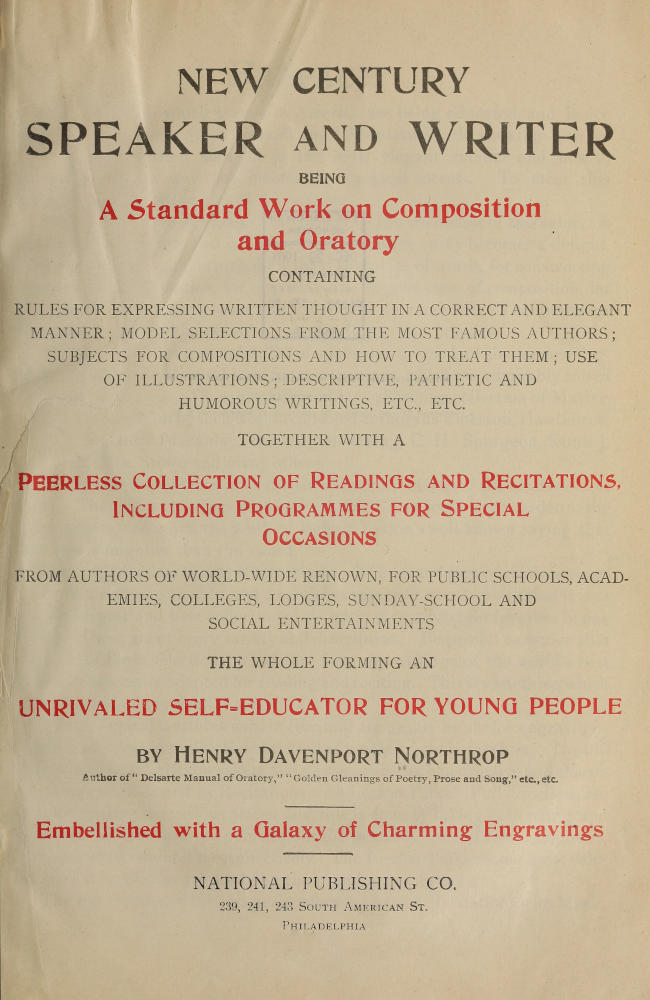 NEW CENTURY
SPEAKER AND WRITER
BEING
A Standard Work on Composition
and Oratory
CONTAINING
RULES FOR EXPRESSING WRITTEN THOUGHT IN A CORRECT AND ELEGANT
MANNER; MODEL SELECTIONS FROM THE MOST FAMOUS AUTHORS;
SUBJECTS FOR COMPOSITIONS AND HOW TO TREAT THEM; USE
OF ILLUSTRATIONS; DESCRIPTIVE, PATHETIC AND
HUMOROUS WRITINGS, ETC., ETC.
TOGETHER WITH A
PEERLESS COLLECTION OF READINGS AND RECITATIONS,
INCLUDING PROGRAMMES FOR SPECIAL
OCCASIONS
FROM AUTHORS OF WORLD-WIDE RENOWN, FOR PUBLIC SCHOOLS, ACAD-
EMIES, COLLEGES, LODGES, SUNDAY-SCHOOL AND
SOCIAL ENTERTAINMENTS
THE WHOLE FORMING AN
UNRIVALED SELF=EDUCATOR FOR YOUNG PEOPLE
BY HENRY DAVENPORT NORTHROP
Author of "Delsarte Manual of Oratory," "Golden Gleanings of Poetry, Prose and Song," etc., etc.
Embellished with a Galaxy of Charming Engravings
NATIONAL PUBLISHING CO.
239, 241, 243 SOUTH AMERICAN ST.
PHILADELPHIA